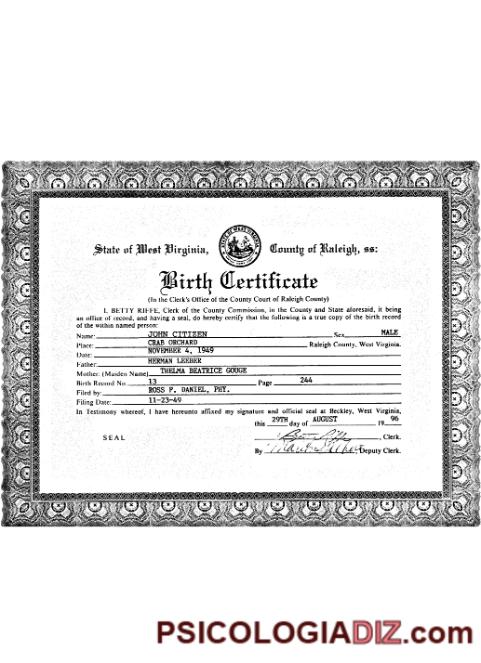 State of West Virginia, County of Raleigh, ss:
Birth Certificate
(In the Clerk's Office of the County Court of Raleigh County)
I, BETTY RIFFE, Clerk of the County Commission, in the County and State aforesaid, it being
an office of record, and having a seal, do hereby certify that the following is a true copy of the birth record
of the within named person:
Name: JOHN CITIZEN Sex MALE
Place: CRAB ORCHARD Raleigh County, West Virginia.
Date: NOVEMBER 4, 1949
Father: HERMAN LEEBER
Mother: (Maiden Name) THELMA BEATRICE GOUGE
Birth Record No. 13 Page 244
Filed by: ROSS P. DANIEL, PHY.
Filing Date: 11-23-49
In Testimony whereof, I have hereunto affixed my signature and official seal at Beckley, West Virginia,
this 29TH day of AUGUST 19 96
SEAL Betty Riffe, Clerk.
By Deputy Clerk.
PSICOLOGIADIZ.com